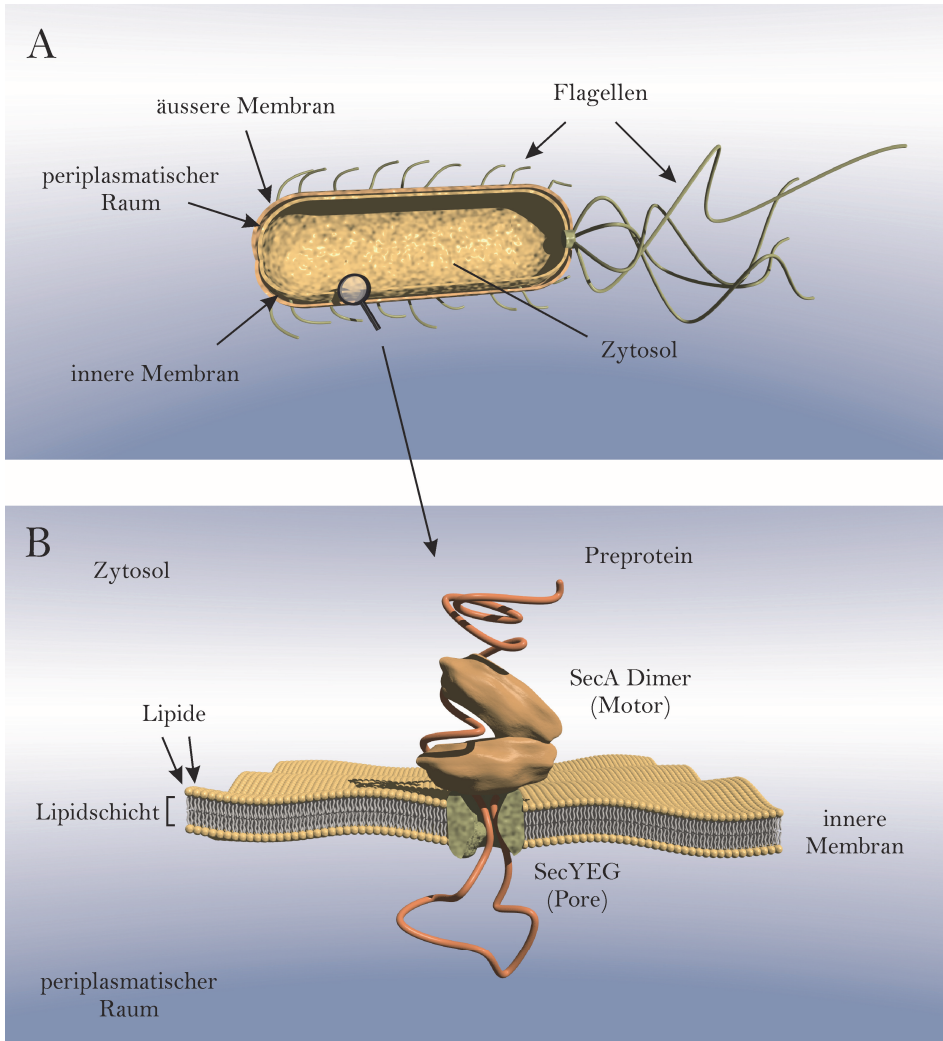 A
äussere Membran
Flagellen
periplasmatischer
Raum
innere Membran
Zytosol
B
Zytosol
Preprotein
SecA Dimer
(Motor)
Lipide
Lipidschicht
innere
Membran
SecYEG
(Pore)
periplasmatischer
Raum